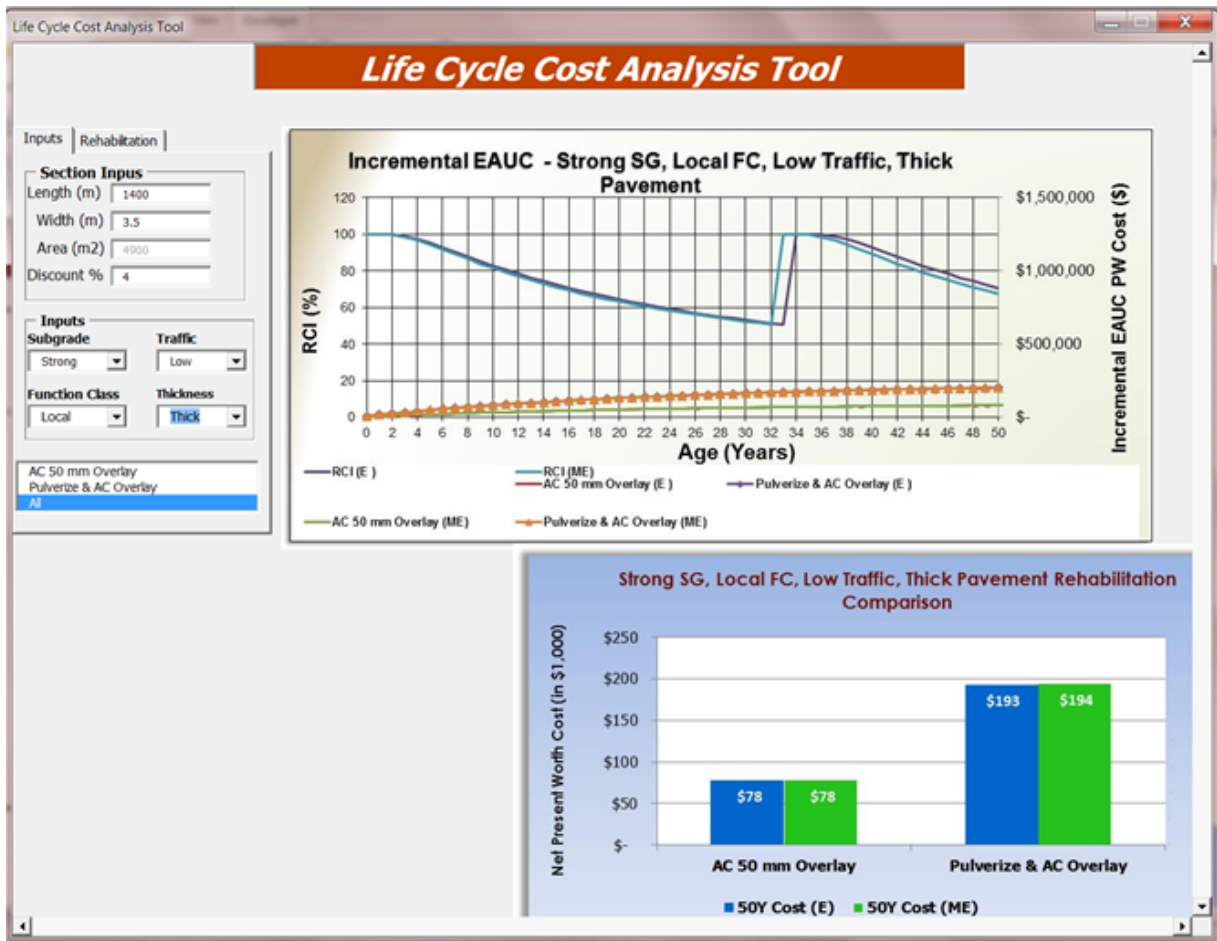 Life Cycle Cost Analysis Tool
Life Cycle Cost Analysis Tool
Inputs Rehabiltation
Section Inpus
Length (m) 1400
Width (m) 3.5
Area (m2) 4900
Discount % 4
Inputs
Subgrade Traffic
Strong Low
Function Class Thickness
Local Thick
AC 50 mm Overlay
Pulverize & AC Overlay
All
Incremental EAUC - Strong SG, Local FC, Low Traffic, Thick
Pavement
RCI (%)
120
100
80
60
40
20
0
$1,500,000
$1,000,000
$500,000
$-
Incremental EAUC PW Cost ($)
0 2 4 6 8 10 12 14 16 18 20 22 24 26 28 30 32 34 36 38 40 42 44 46 48 50
Age (Years)
RCI (E ) RCI (ME)
AC 50 mm Overlay (E ) Pulverize & AC Overlay (E )
AC 50 mm Overlay (ME) Pulverize & AC Overlay (ME)
Strong SG, Local FC, Low Traffic, Thick Pavement Rehabilitation
Comparison
Net Present Worth Cost (in $1,000)
$250
$200
$150
$100
$50
$-
$78 $78
$193 $194
AC 50 mm Overlay Pulverize & AC Overlay
50Y Cost (E) 50Y Cost (ME)